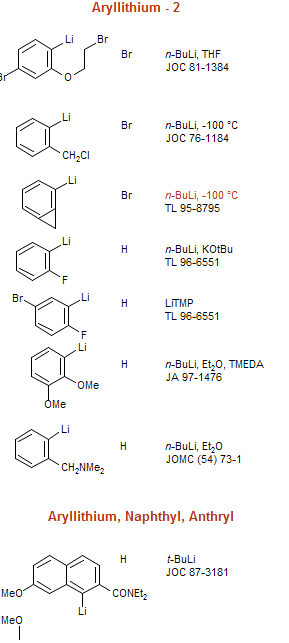 Aryllithium - 2
Li
Br
Br
O
Br
n-BuLi, THF
JOC 81-1384
Li
CH₂Cl
Br
n-BuLi, -100 °C
JOC 76-1184
Li
Br
n-BuLi, -100 °C
TL 95-8795
Li
F
H
n-BuLi, KOtBu
TL 96-6551
Br
Li
F
H
LiTMP
TL 96-6551
Li
OMe
OMe
H
n-BuLi, Et₂O, TMEDA
JA 97-1476
Li
CH₂NMe₂
H
n-BuLi, Et₂O
JOMC (54) 73-1
Aryllithium, Naphthyl, Anthryl
MeO
CONEt₂
Li
H
t-BuLi
JOC 87-3181
MeO